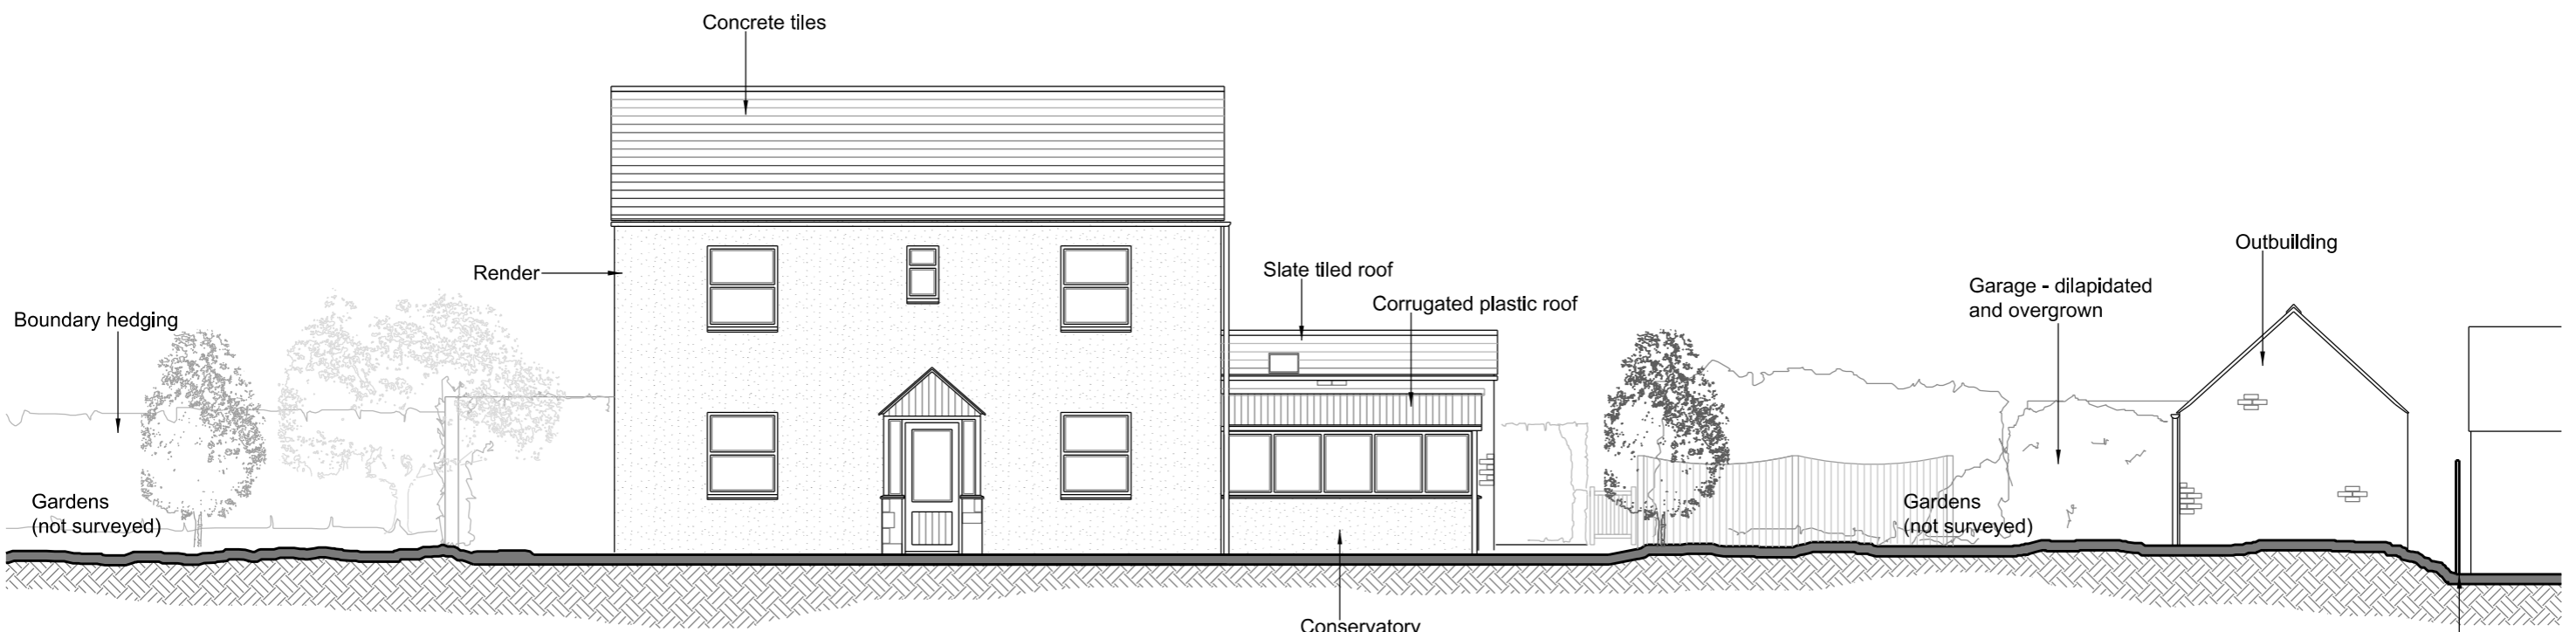 Concrete tiles
Render
Slate tiled roof
Corrugated plastic roof
Outbuilding
Garage - dilapidated
and overgrown
Boundary hedging
Gardens
(not surveyed)
Gardens
(not surveyed)
Conservatory